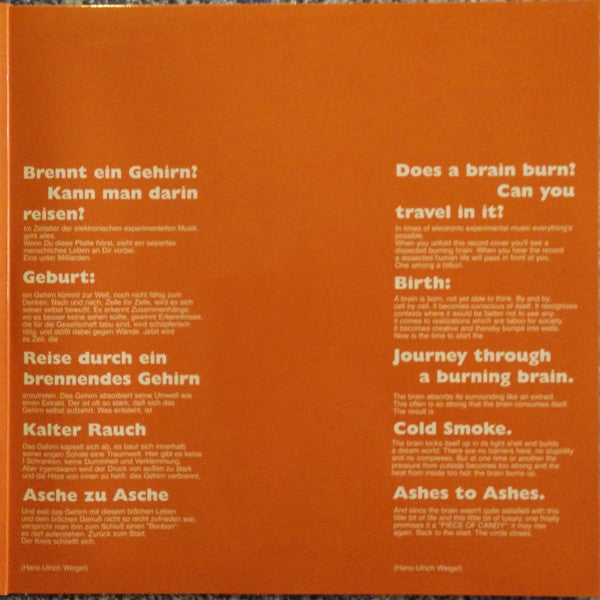 Brennt ein Gehirn?
Kann man darin
reisen?
Im Zeitalter der elektronischen experimentellen Musik
geht alles.
Wenn Du diese Platte hörst, zieht ein seziertes
menschliches Leben an Dir vorbei.
Eins unter Milliarden.
Geburt:
ein Gehirn kommt zur Welt, noch nicht fähig zum
Denken. Nach und nach, Zelle für Zelle, wird es sich
seiner selbst bewußt. Es erkennt Zusammenhänge,
wo es besser keine sehen sollte, gewinnt Erkenntnisse,
die für die Gesellschaft tabu sind, wird schöpferisch
tätig, und stößt dabei gegen Wände. Jetzt wird
es Zeit, die
Reise durch ein
brennendes Gehirn
anzutreten. Das Gehirn absorbiert seine Umwelt wie
einen Extrakt. Der ist oft so stark, daß sich das
Gehirn selbst aufzehrt. Was entsteht, ist
Kalter Rauch
Das Gehirn kapselt sich ab, es baut sich innerhalb
seiner engen Schale eine Traumwelt. Hier gibt es keine
Schranken, keine Dummheit und Verklemmung.
Aber irgendwann wird der Druck von außen zu stark
und die Hitze von innen zu heiß: das Gehirn verbrennt.
Asche zu Asche
Und weil das Gehirn mit diesem bißchen Leben
und dem bißchen Genuß nicht so recht zufrieden war,
verspricht man ihm zum Schluß einen "Bonbon":
es darf auferstehen. Zurück zum Start.
Der Kreis schließt sich.
(Hans-Ulrich Weigel)
Does a brain burn?
Can you
travel in it?
In times of electronic experimental music everything's
possible.
When you unfold this record cover you'll see a
dissected burning brain. When you hear the record
a dissected human life will pass in front of you.
One among a billion.
Birth:
A brain is born, not yet able to think. By and by,
cell by cell, it becomes conscious of itself. It recognizes
contexts where it would be better not to see any,
it comes to realizations which are taboo for society,
it becomes creative and thereby bumps into walls.
Now is the time to start the
Journey through
a burning brain.
The brain absorbs its surrounding like an extract.
This often is so strong that the brain consumes itself.
The result is
Cold Smoke.
The brain locks itself up in its tight shell and builds
a dream world. There are no barriers here, no stupidity
and no complexes. But at one time or another the
pressure from outside becomes too strong and the
heat from inside too hot: the brain burns up.
Ashes to Ashes.
And since the brain wasn't quite satisfied with this
little bit of life and this little bit of luxury, one finally
promises it a "PIECE OF CANDY": it may rise
again. Back to the start. The circle closes.
(Hans-Ulrich Weigel)